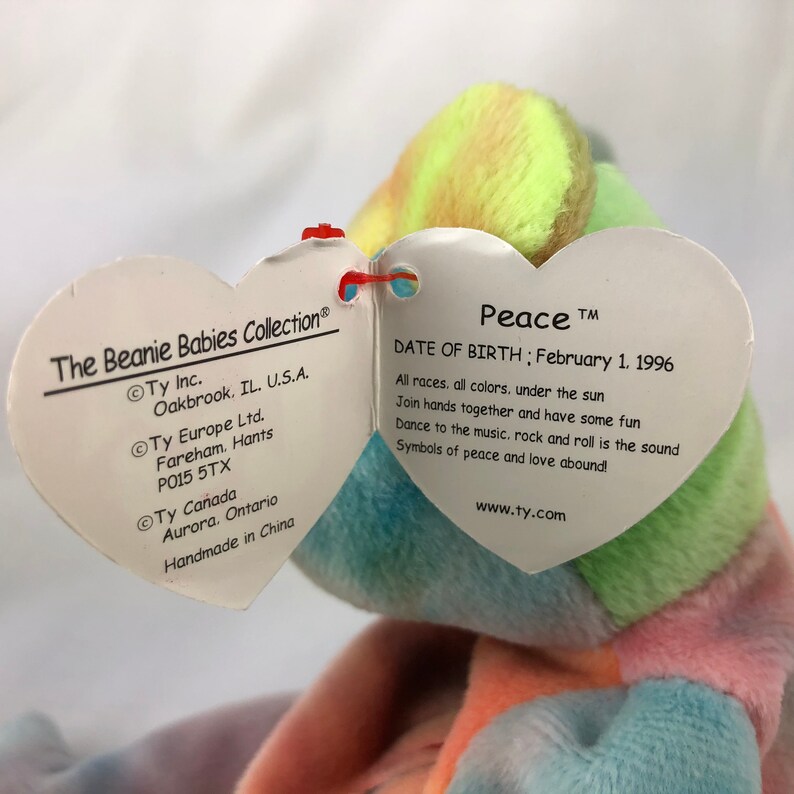 The Beanie Babies Collection®
©Ty Inc.
Oakbrook, IL. U.S.A.
©Ty Europe Ltd.
Fareham, Hants
P015 5TX
©Ty Canada
Aurora, Ontario
Handmade in China
Peace™
DATE OF BIRTH : February 1, 1996
All races, all colors, under the sun
Join hands together and have some fun
Dance to the music, rock and roll is the sound
Symbols of peace and love abound!
www.ty.com